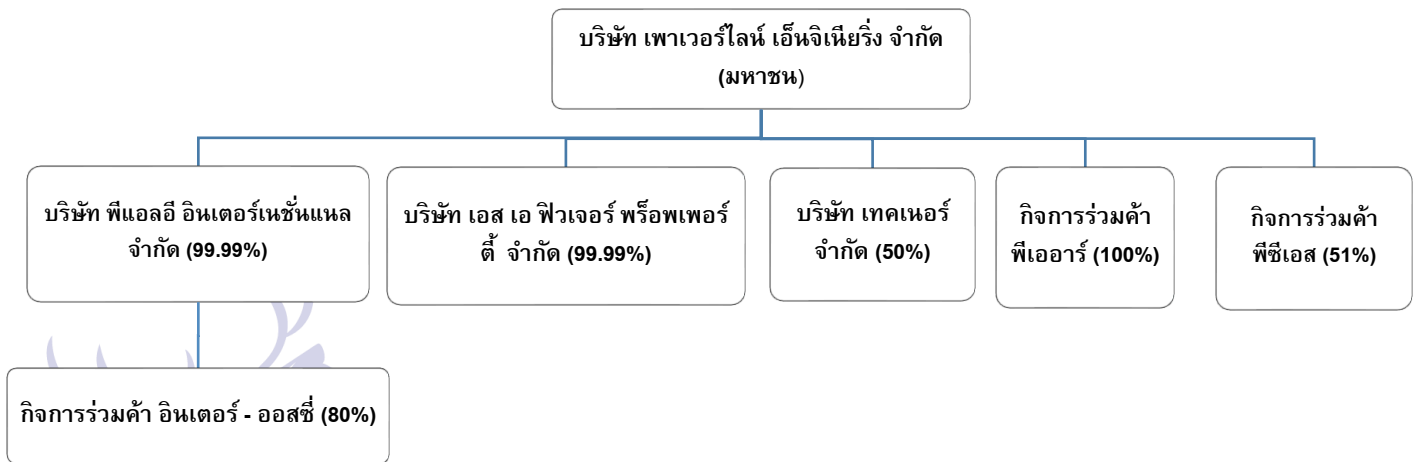 บริษัท เพาเวอร์ไลน์ เอ็นจิเนียริ่ง จำกัด
(มหาชน)
บริษัท พีแอลอี อินเตอร์เนชั่นแนล
จำกัด (99.99%)
บริษัท เอส เอ ฟิวเจอร์ พร็อพเพอร์
ตี้ จำกัด (99.99%)
บริษัท เทคเนอร์
จำกัด (50%)
กิจการร่วมค้า
พีเออาร์ (100%)
กิจการร่วมค้า
พีซีเอส (51%)
กิจการร่วมค้า อินเตอร์ - ออสซี่ (80%)